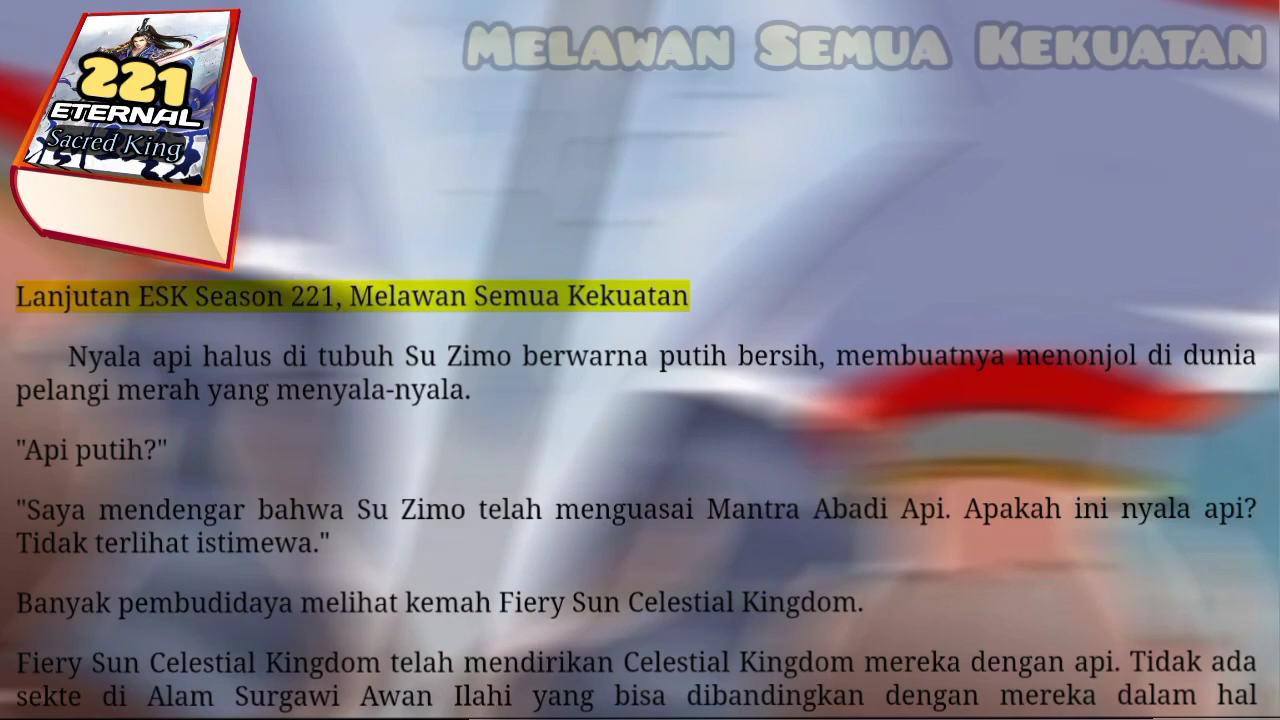 MELAWAN SEMUA KEKUATAN
221
ETERNAL
Sacred King
Lanjutan ESK Season 221, Melawan Semua Kekuatan
Nyala api halus di tubuh Su Zimo berwarna putih bersih, membuatnya menonjol di dunia
pelangi merah yang menyala-nyala.
"Api putih?"
"Saya mendengar bahwa Su Zimo telah menguasai Mantra Abadi Api. Apakah ini nyala api?
Tidak terlihat istimewa."
Banyak pembudidaya melihat kemah Fiery Sun Celestial Kingdom.
Fiery Sun Celestial Kingdom telah mendirikan Celestial Kingdom mereka dengan api. Tidak ada
sekte di Alam Surgawi Awan Ilahi yang bisa dibandingkan dengan mereka dalam hal